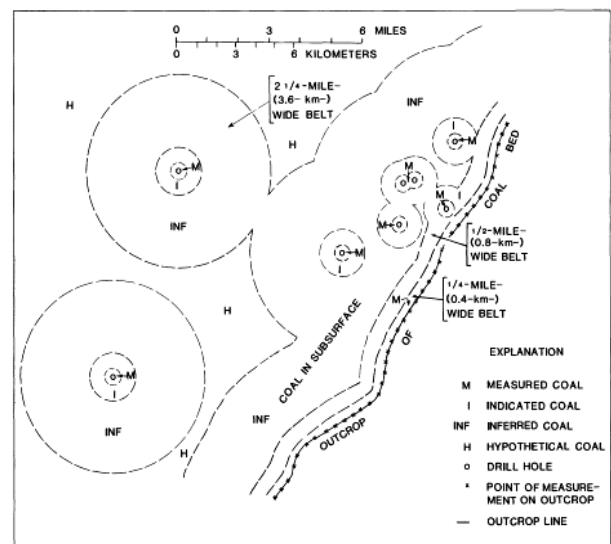 0 3 6 MILES
0 3 6 KILOMETERS
2 1/4-MILE-
(3.6- km-)
WIDE BELT
H
H
INF
M
I
INF
I
M
M
M
I
M
M
I
BED
COAL
OF
OUTCROP
1/2-MILE-
(0.8-km-)
WIDE BELT
1/4-MILE-
(0.4-km-)
WIDE BELT
M
H
COAL IN SUBSURFACE
M
I
INF
INF
H
EXPLANATION
M MEASURED COAL
I INDICATED COAL
INF INFERRED COAL
H HYPOTHETICAL COAL
o DRILL HOLE
x POINT OF MEASURE-
MENT ON OUTCROP
— OUTCROP LINE